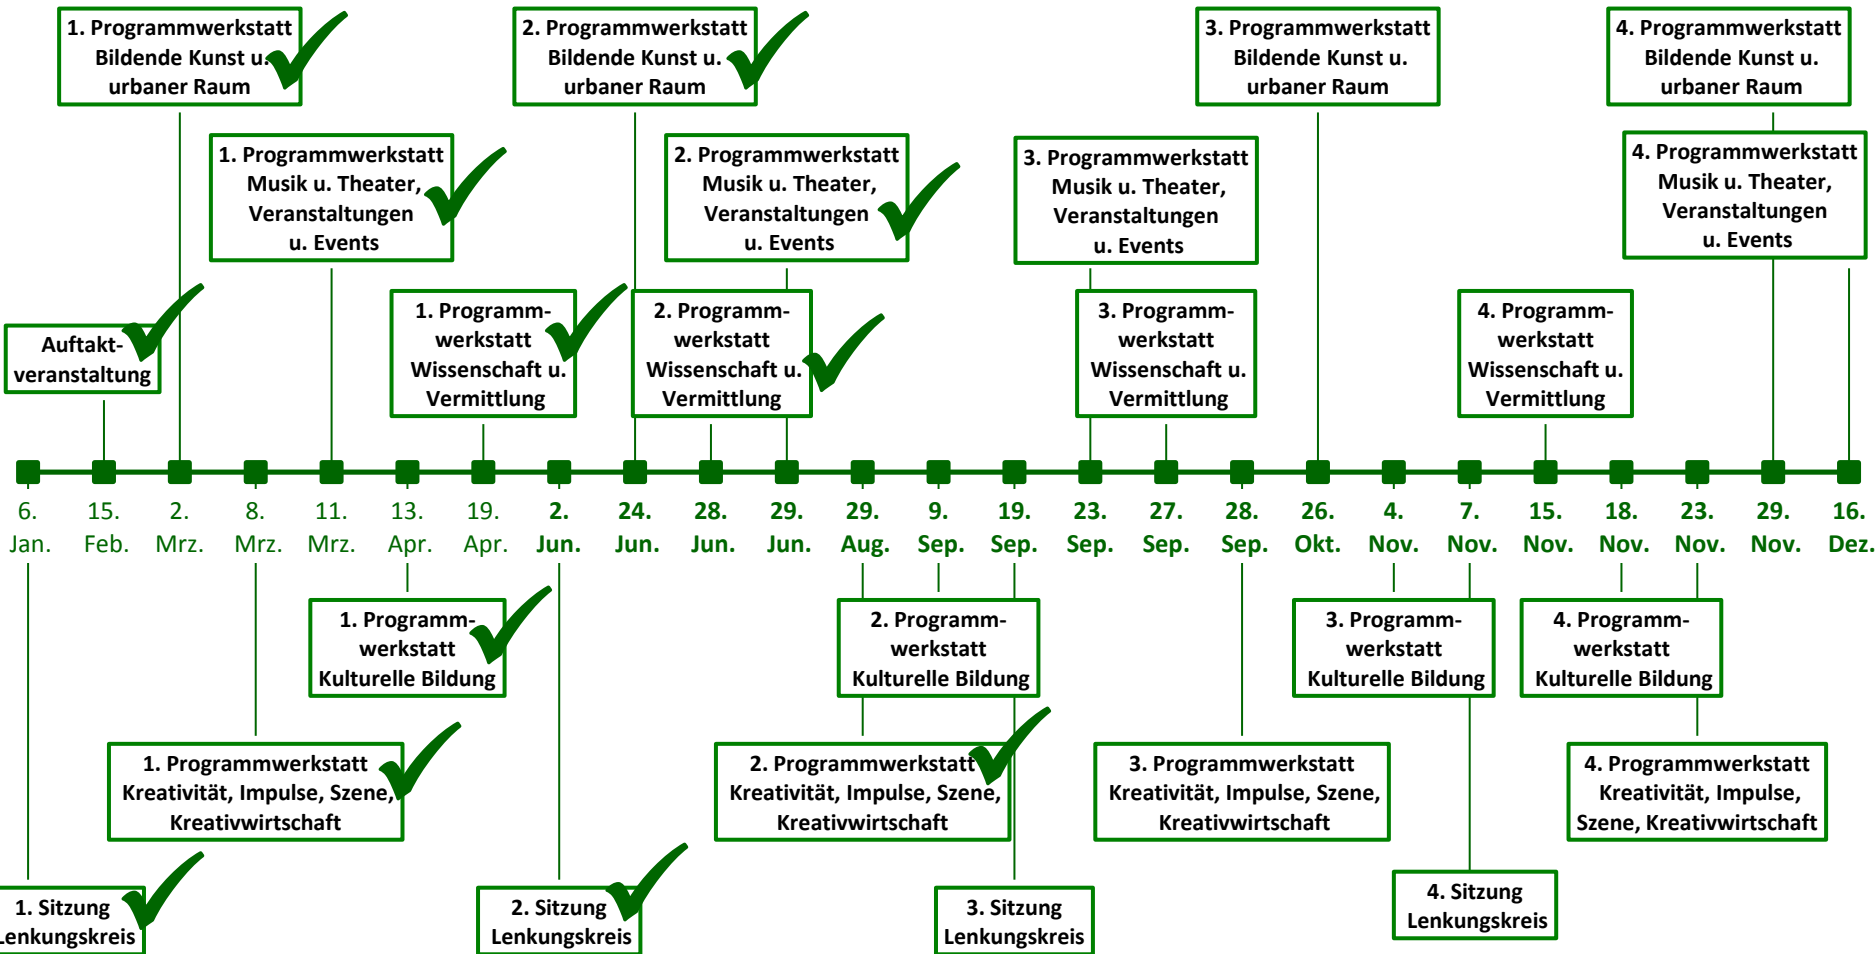 1. Programmwerkstatt
Bildende Kunst u.
urbaner Raum
2. Programmwerkstatt
Bildende Kunst u.
urbaner Raum
3. Programmwerkstatt
Bildende Kunst u.
urbaner Raum
4. Programmwerkstatt
Bildende Kunst u.
urbaner Raum
1. Programmwerkstatt
Musik u. Theater,
Veranstaltungen
u. Events
2. Programmwerkstatt
Musik u. Theater,
Veranstaltungen
u. Events
3. Programmwerkstatt
Musik u. Theater,
Veranstaltungen
u. Events
4. Programmwerkstatt
Musik u. Theater,
Veranstaltungen
u. Events
Auftakt-
veranstaltung
1. Programm-
werkstatt
Wissenschaft u.
Vermittlung
2. Programm-
werkstatt
Wissenschaft u.
Vermittlung
3. Programm-
werkstatt
Wissenschaft u.
Vermittlung
4. Programm-
werkstatt
Wissenschaft u.
Vermittlung
6. 15. 2. 8. 11. 13. 19. 2. 24. 28. 29. 29. 9. 19. 23. 27. 28. 26. 4. 7. 15. 18. 23. 29. 16.
Jan. Feb. Mrz. Mrz. Mrz. Apr. Apr. Jun. Jun. Jun. Jun. Aug. Sep. Sep. Sep. Sep. Sep. Okt. Nov. Nov. Nov. Nov. Nov. Nov. Dez.
1. Programm-
werkstatt
Kulturelle Bildung
2. Programm-
werkstatt
Kulturelle Bildung
3. Programm-
werkstatt
Kulturelle Bildung
4. Programm-
werkstatt
Kulturelle Bildung
1. Programmwerkstatt
Kreativität, Impulse, Szene,
Kreativwirtschaft
2. Programmwerkstatt
Kreativität, Impulse, Szene,
Kreativwirtschaft
3. Programmwerkstatt
Kreativität, Impulse, Szene,
Kreativwirtschaft
4. Programmwerkstatt
Kreativität, Impulse,
Szene, Kreativwirtschaft
1. Sitzung
Lenkungskreis
2. Sitzung
Lenkungskreis
3. Sitzung
Lenkungskreis
4. Sitzung
Lenkungskreis